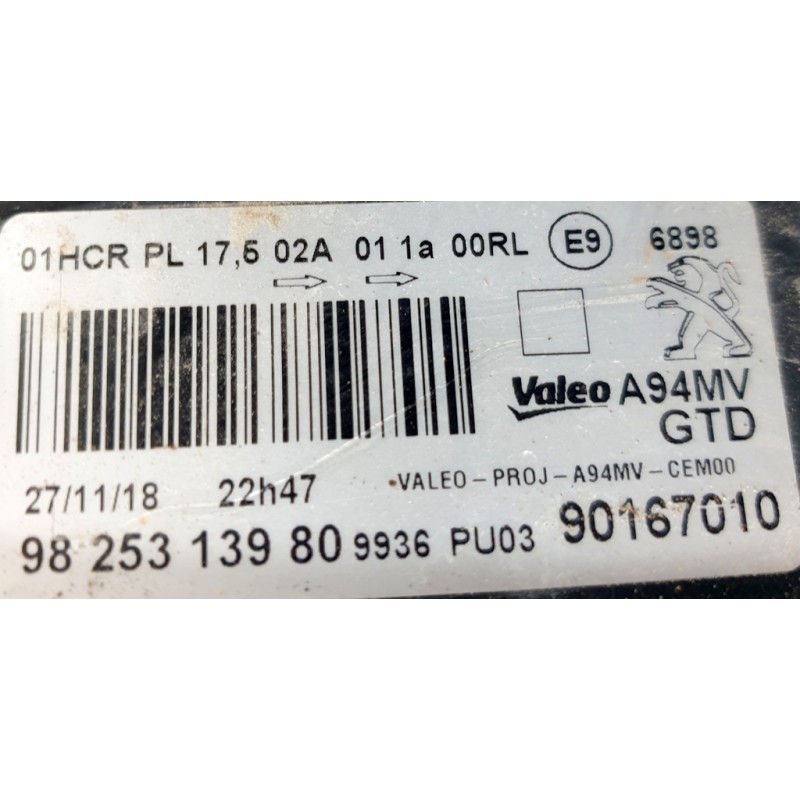 01HCR PL 17,5 02A 01 1a 00RL E9 6898
Valeo A94MV
GTD
27/11/18 22h47 VALEO-PROJ-A94MV-CEM00
98 253 139 80 9936 PU03 90167010